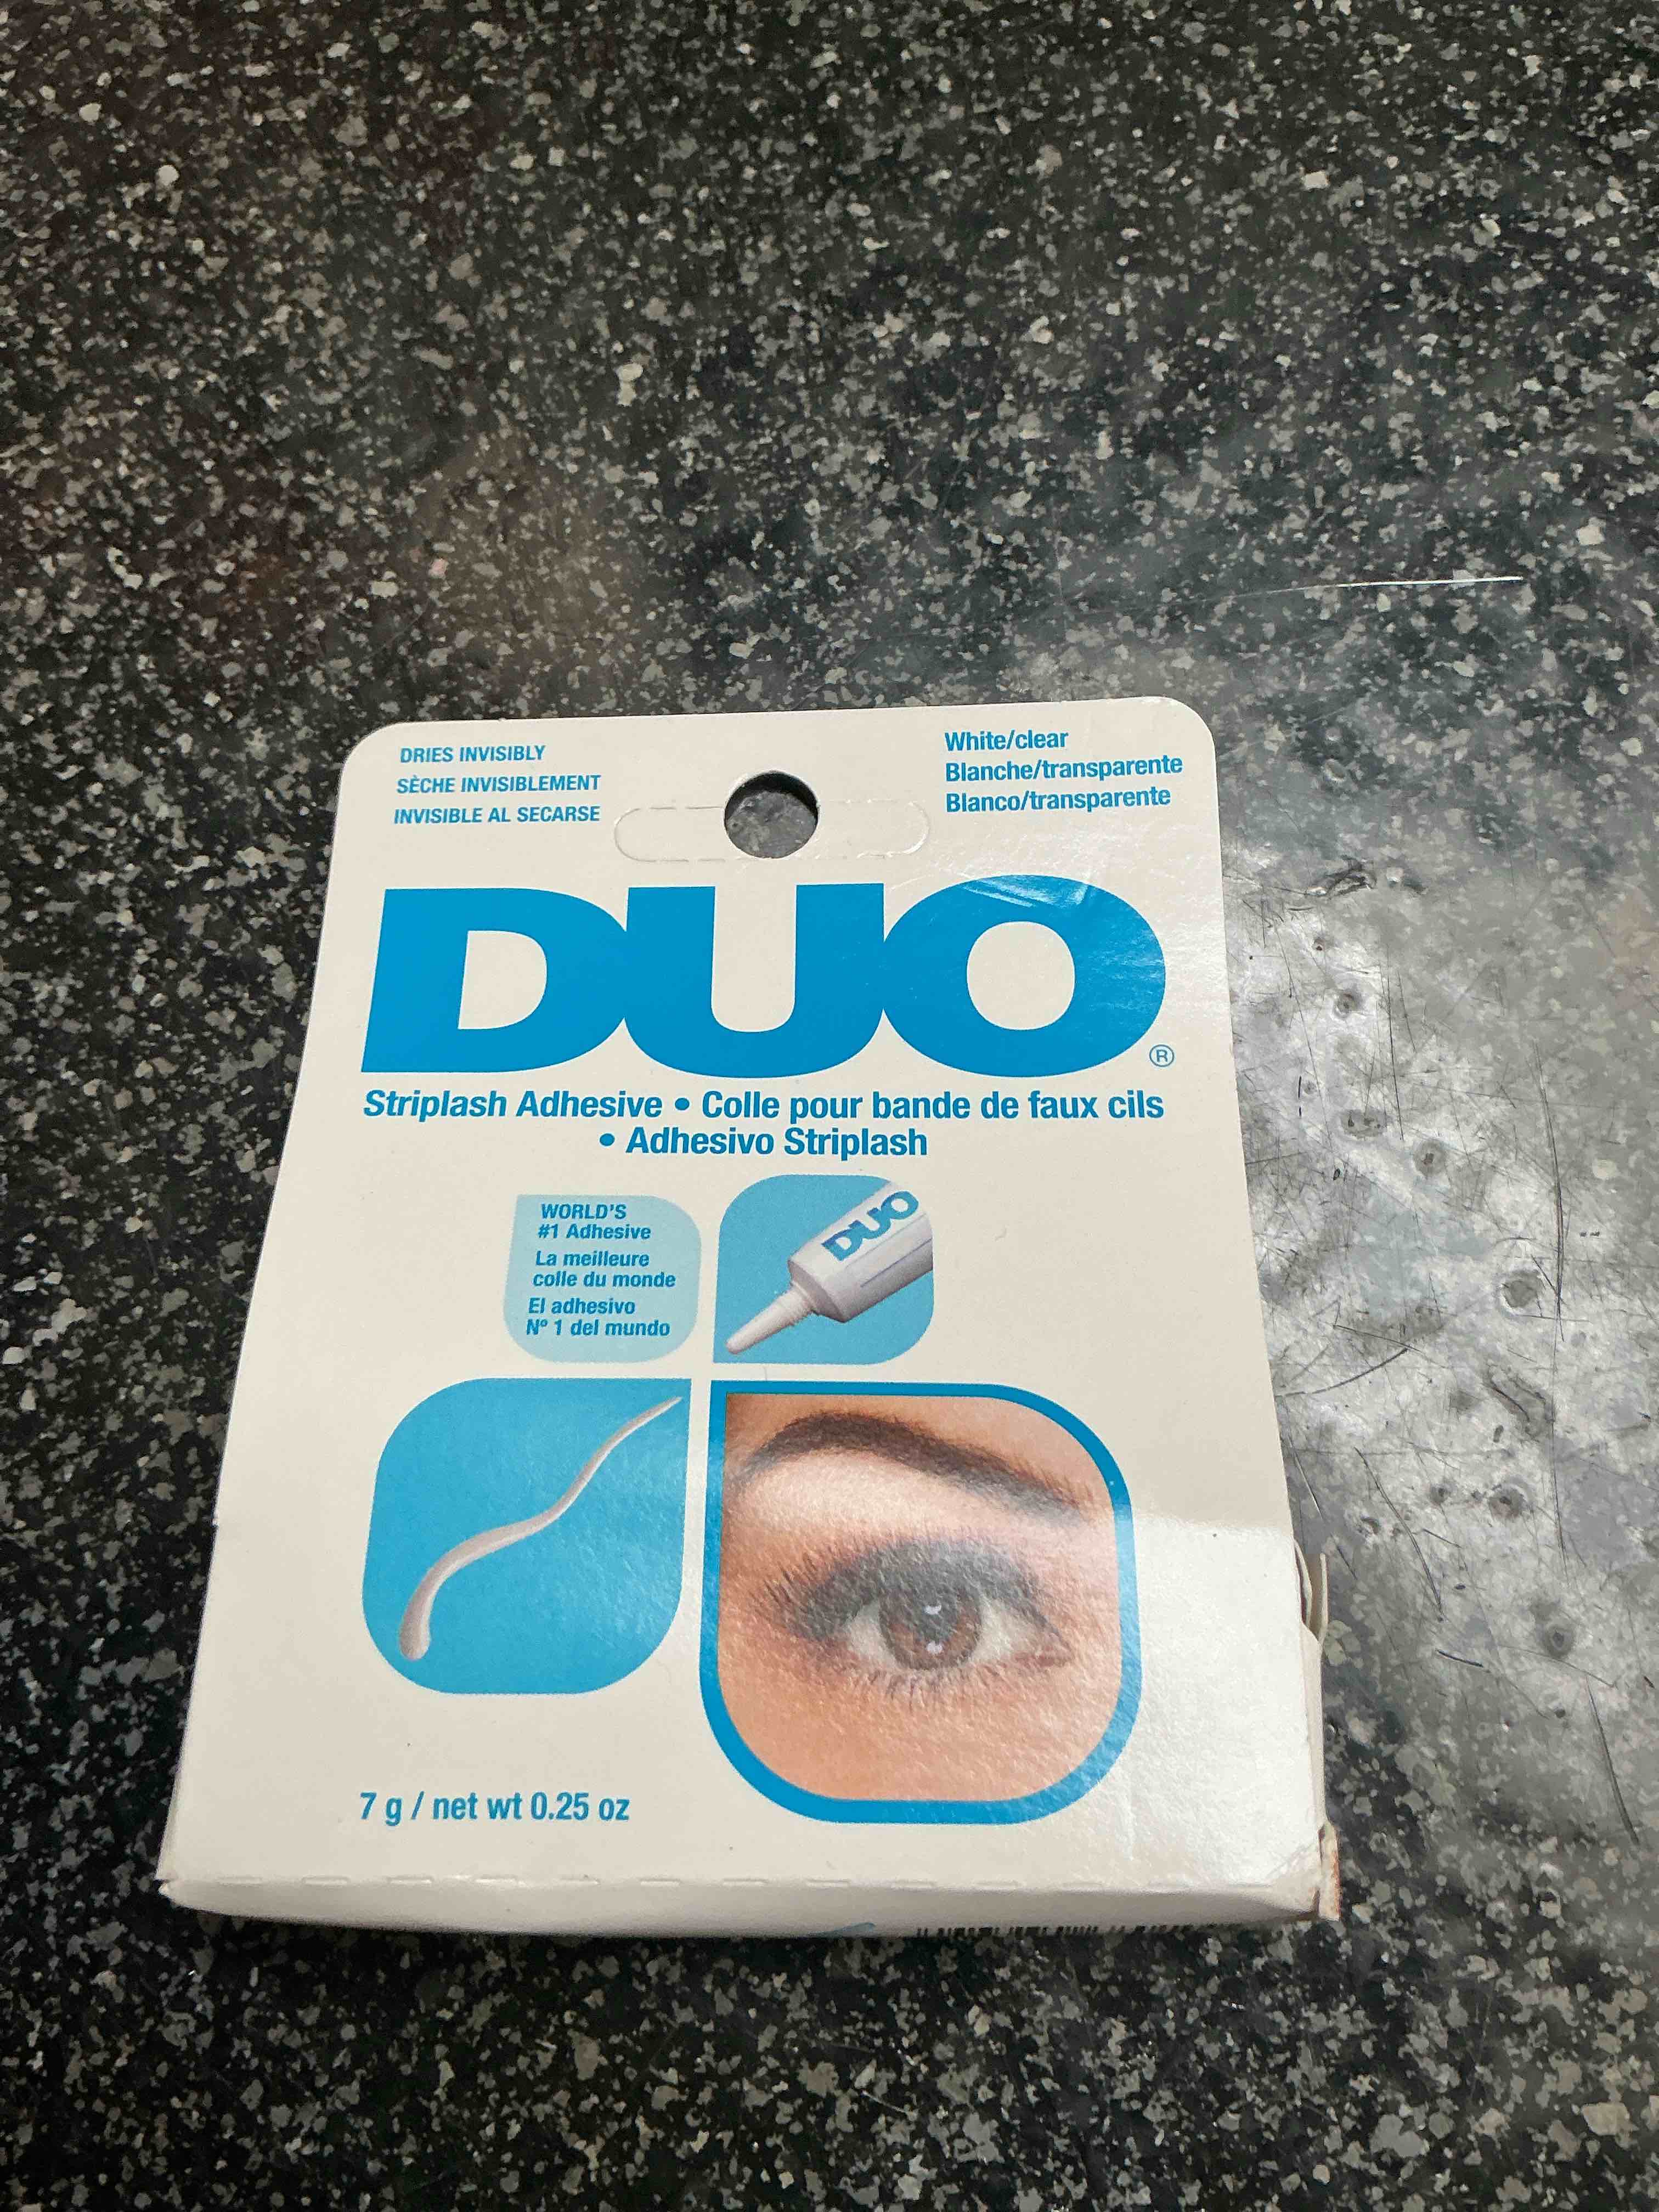 DRIES INVISIBLY
SÈCHE INVISIBLEMENT
INVISIBLE AL SECARSE
White/clear
Blanche/transparente
Blanco/transparente
DUO®
Striplash Adhesive • Colle pour bande de faux cils
• Adhesivo Striplash
WORLD'S
#1 Adhesive
La meilleure
colle du monde
El adhesivo
Nº 1 del mundo
DUO
7 g / net wt 0.25 oz